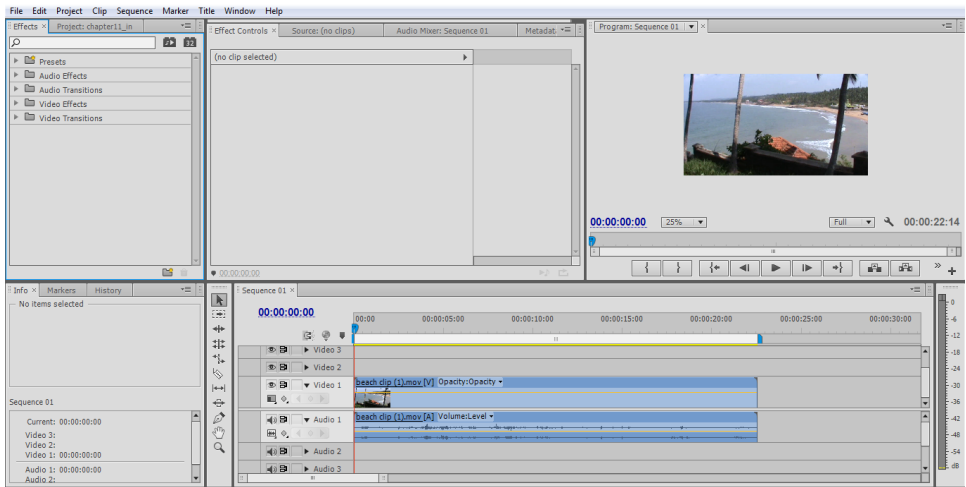 File Edit Project Clip Sequence Marker Title Window Help
Effects × Project: chapter11_in
Presets
Audio Effects
Audio Transitions
Video Effects
Video Transitions
Effect Controls × Source: (no clips) Audio Mixer: Sequence 01 Metadat
(no clip selected)
00:00:00:00
Program: Sequence 01 ×
00:00:00:00 25% Full 00:00:22:14
Info × Markers History
No items selected
Sequence 01
Current: 00:00:00:00
Video 3:
Video 2:
Video 1: 00:00:00:00
Audio 1: 00:00:00:00
Audio 2:
Sequence 01 ×
00:00:00:00
00:00 00:00:05:00 00:00:10:00 00:00:15:00 00:00:20:00 00:00:25:00 00:00:30:00
Video 3
Video 2
Video 1 beach clip (1).mov [V] Opacity:Opacity
Audio 1 beach clip (1).mov [A] Volume:Level
Audio 2
Audio 3
0
-6
-12
-18
-24
-30
-36
-42
-48
-54
dB